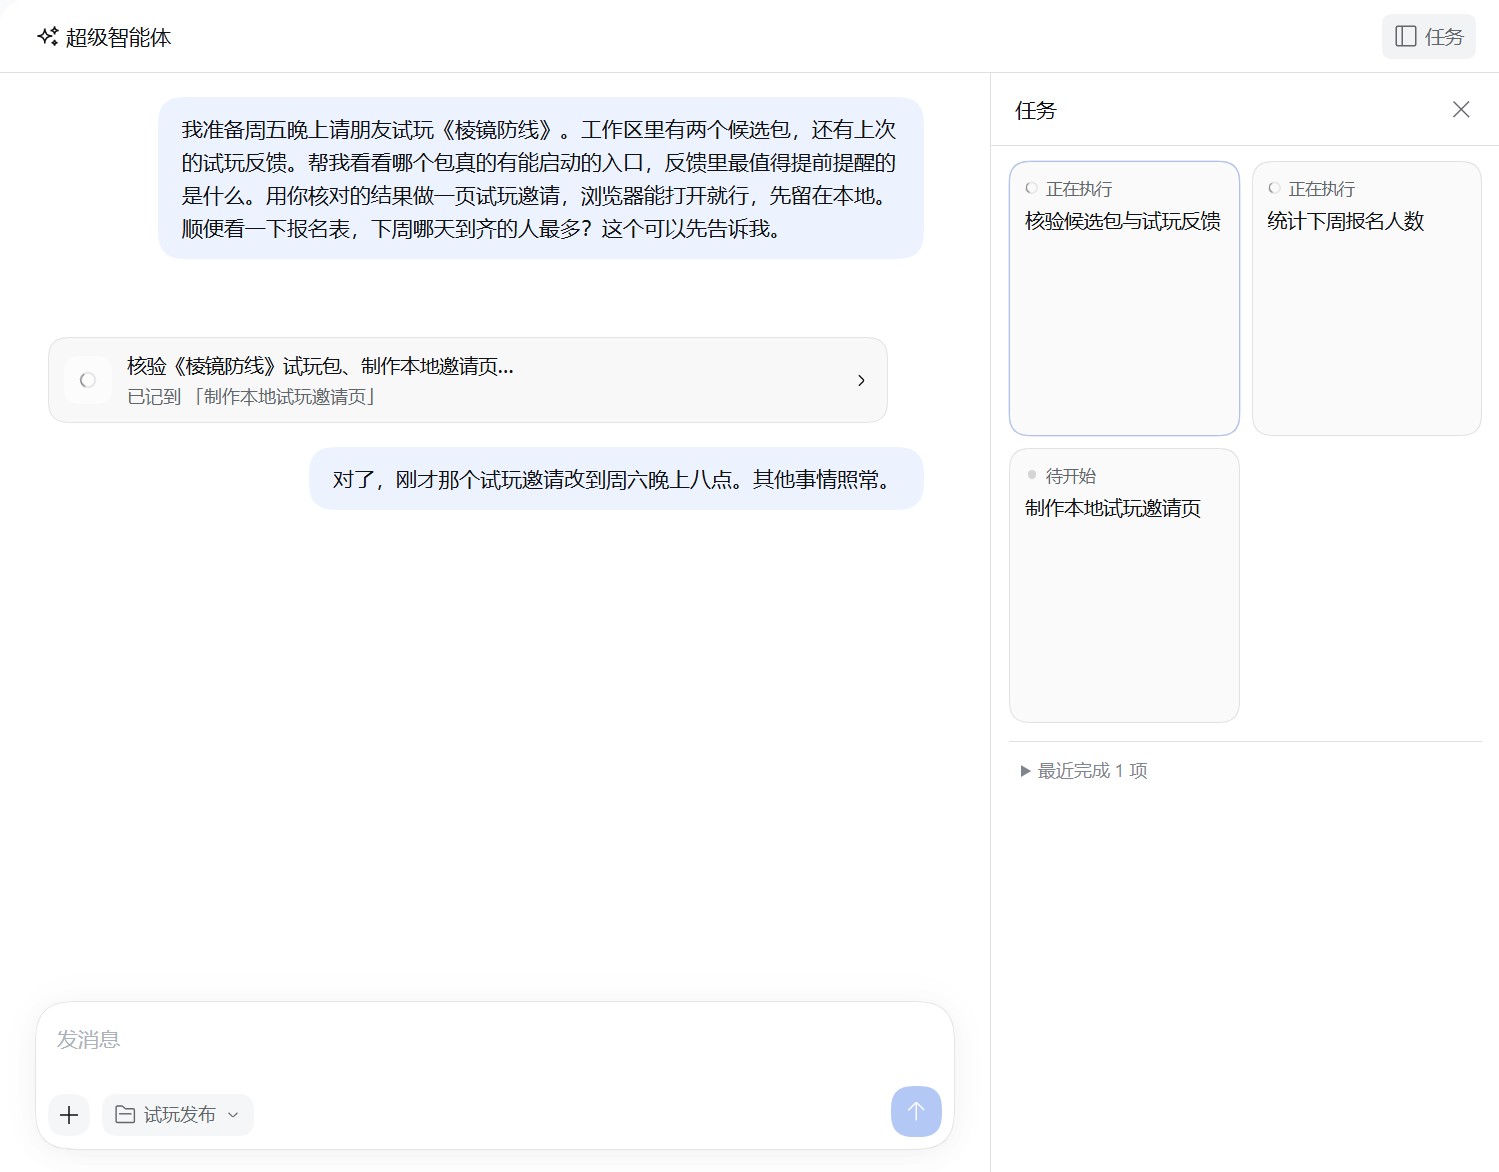 超级智能体
任务
我准备周五晚上请朋友试玩《棱镜防线》。工作区里有两个候选包，还有上次
的试玩反馈。帮我看看哪个包真的有能启动的入口，反馈里最值得提前提醒的
是什么。用你核对的结果做一页试玩邀请，浏览器能打开就行，先留在本地。
顺便看一下报名表，下周哪天到齐的人最多？这个可以先告诉我。
核验《棱镜防线》试玩包、制作本地邀请页...
已记到「制作本地试玩邀请页」
对了，刚才那个试玩邀请改到周六晚上八点。其他事情照常。
发消息
试玩发布
任务
正在执行
核验候选包与试玩反馈
正在执行
统计下周报名人数
待开始
制作本地试玩邀请页
最近完成 1 项